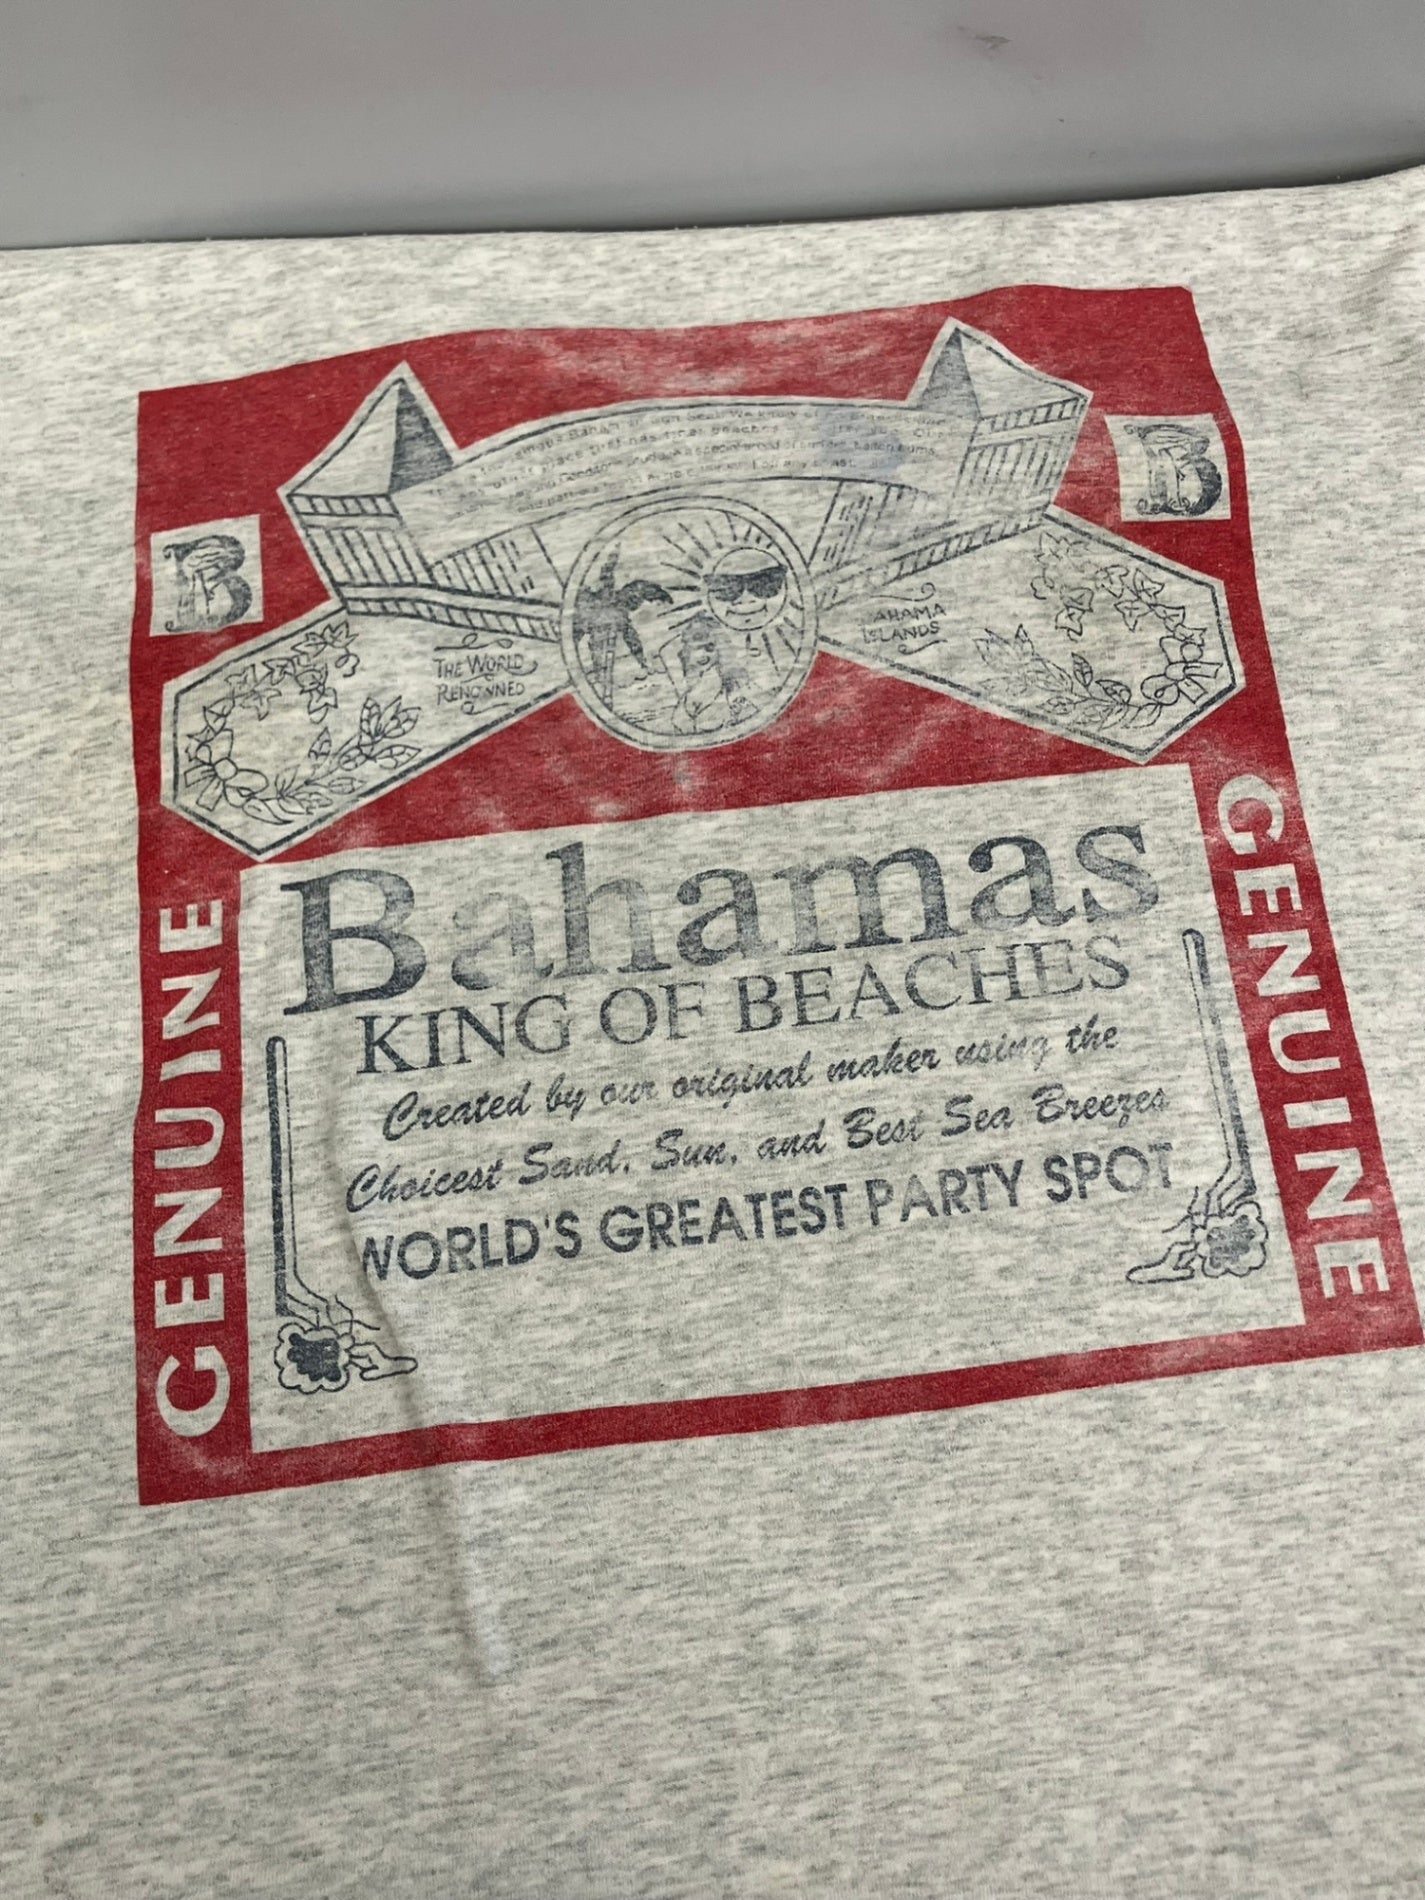 B
B
THE WORLD
RENOWNED
AHAMA
ISLANDS
GENUINE
GENUINE
Bahamas
KING OF BEACHES
Created by our original maker using the
Choicest Sand, Sun, and Best Sea Breezes
WORLD'S GREATEST PARTY SPOT